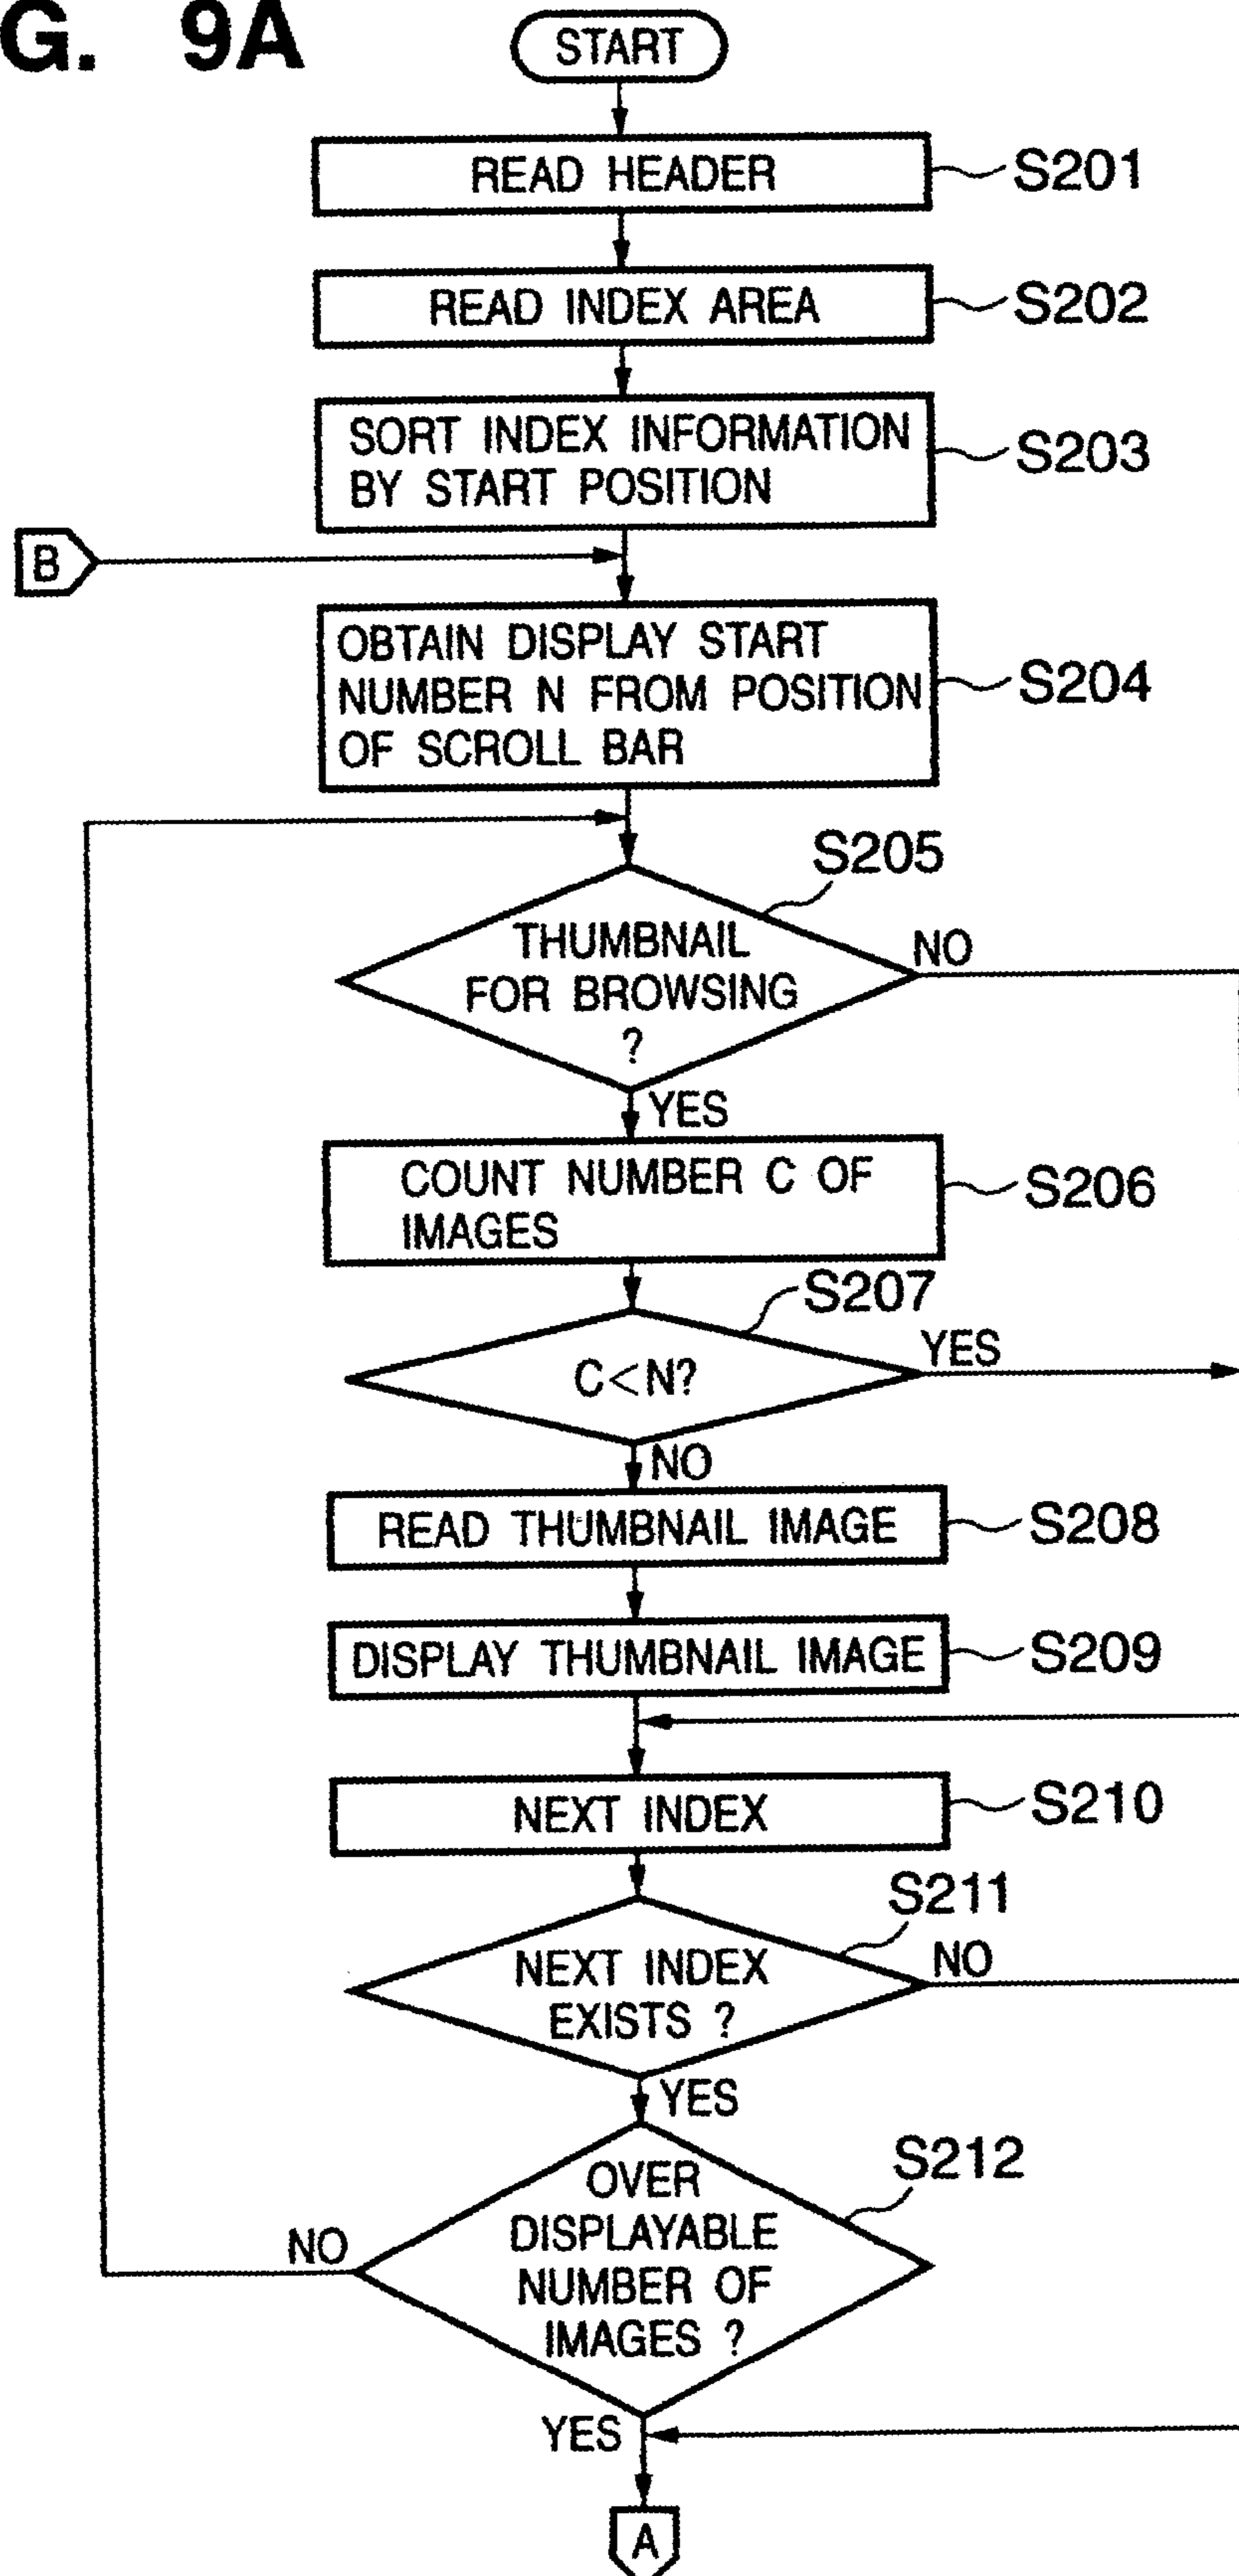 G. 9A
START
READ HEADER
S201
READ INDEX AREA
S202
SORT INDEX INFORMATION
BY START POSITION
S203
B
OBTAIN DISPLAY START
NUMBER N FROM POSITION
OF SCROLL BAR
S204
S205
THUMBNAIL
FOR BROWSING
?
NO
YES
COUNT NUMBER C OF
IMAGES
S206
S207
C<N?
YES
NO
READ THUMBNAIL IMAGE
S208
DISPLAY THUMBNAIL IMAGE
S209
NEXT INDEX
S210
S211
NEXT INDEX
EXISTS ?
NO
YES
S212
OVER
DISPLAYABLE
NUMBER OF
IMAGES ?
NO
YES
A